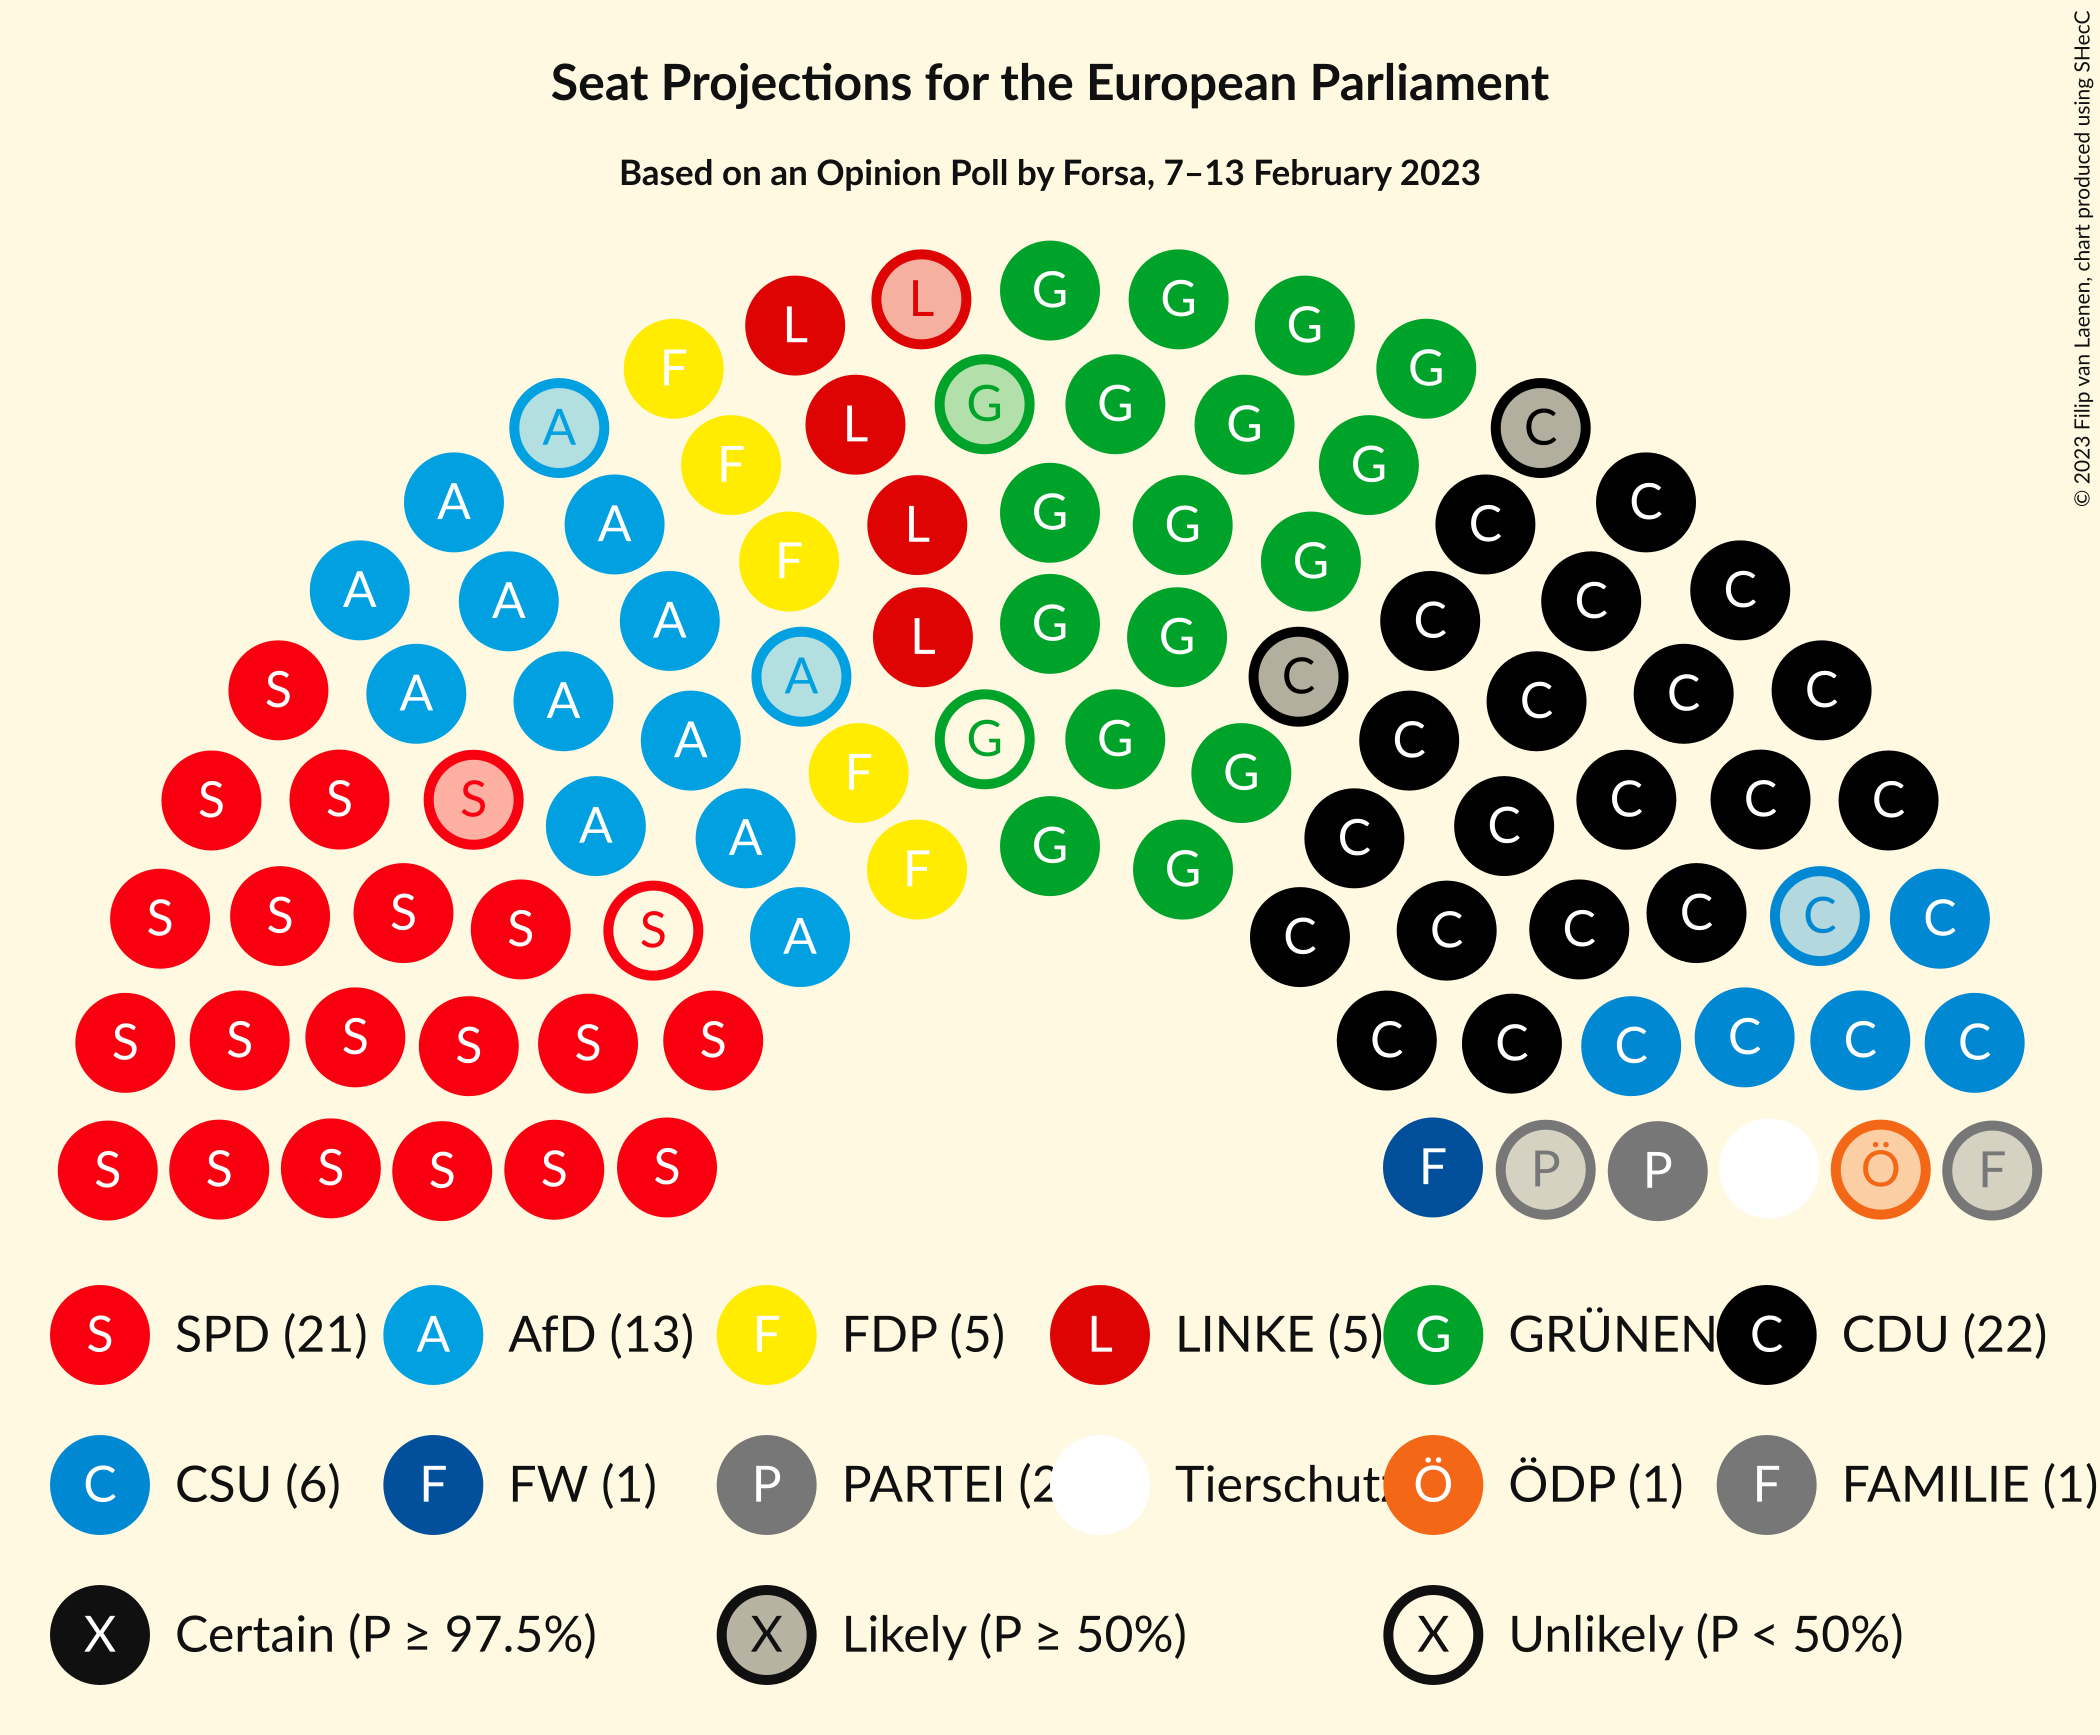 Seat Projections for the European Parliament
Based on an Opinion Poll by Forsa, 7–13 February 2023
© 2023 Filip van Laenen, chart produced using SHecC
L L G G G
F G
A L G G G C
F G
A A L G G G C C
F G
A A A L G G C C C
S A A A C C C C
A G G C
S S S F G C C C
A A G C C
F G
S S S S S A C C C C C C
S S S S S S C C C C C C
S S S S S S F P P Ö F
S SPD (21) A AfD (13) F FDP (5) L LINKE (5) G GRÜNEN C CDU (22)
C CSU (6) F FW (1) P PARTEI (2 Tierschutz Ö ÖDP (1) F FAMILIE (1)
X Certain (P ≥ 97.5%) X Likely (P ≥ 50%) X Unlikely (P < 50%)